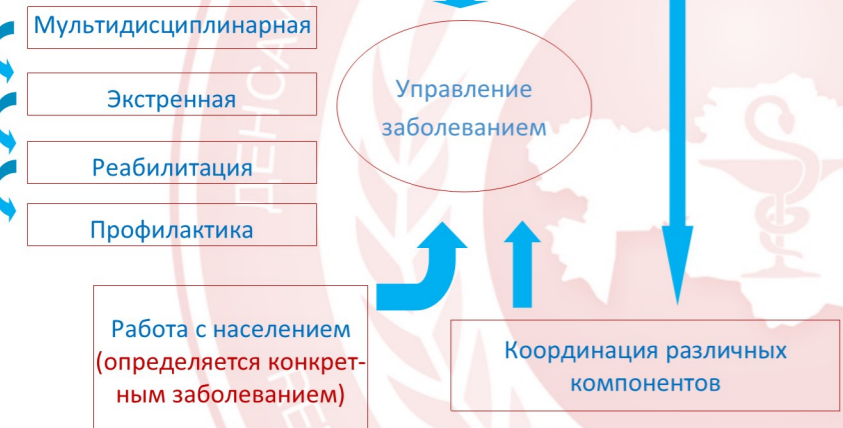 Мультидисциплинарная
Экстренная
Реабилитация
Профилактика
Управление
заболеванием
Работа с населением
(определяется конкрет-
ным заболеванием)
Координация различных
компонентов